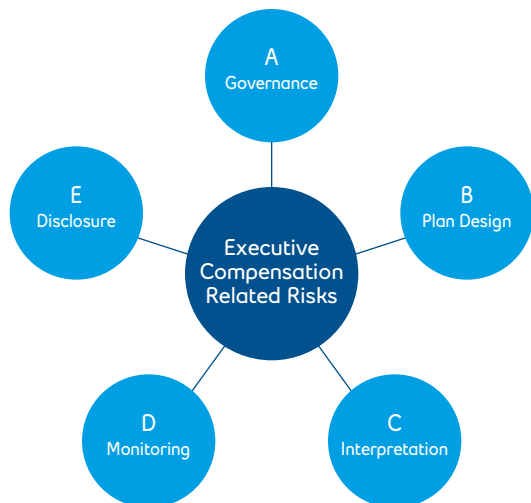 A
Governance
E
Disclosure
B
Plan Design
Executive
Compensation
Related Risks
D
Monitoring
C
Interpretation